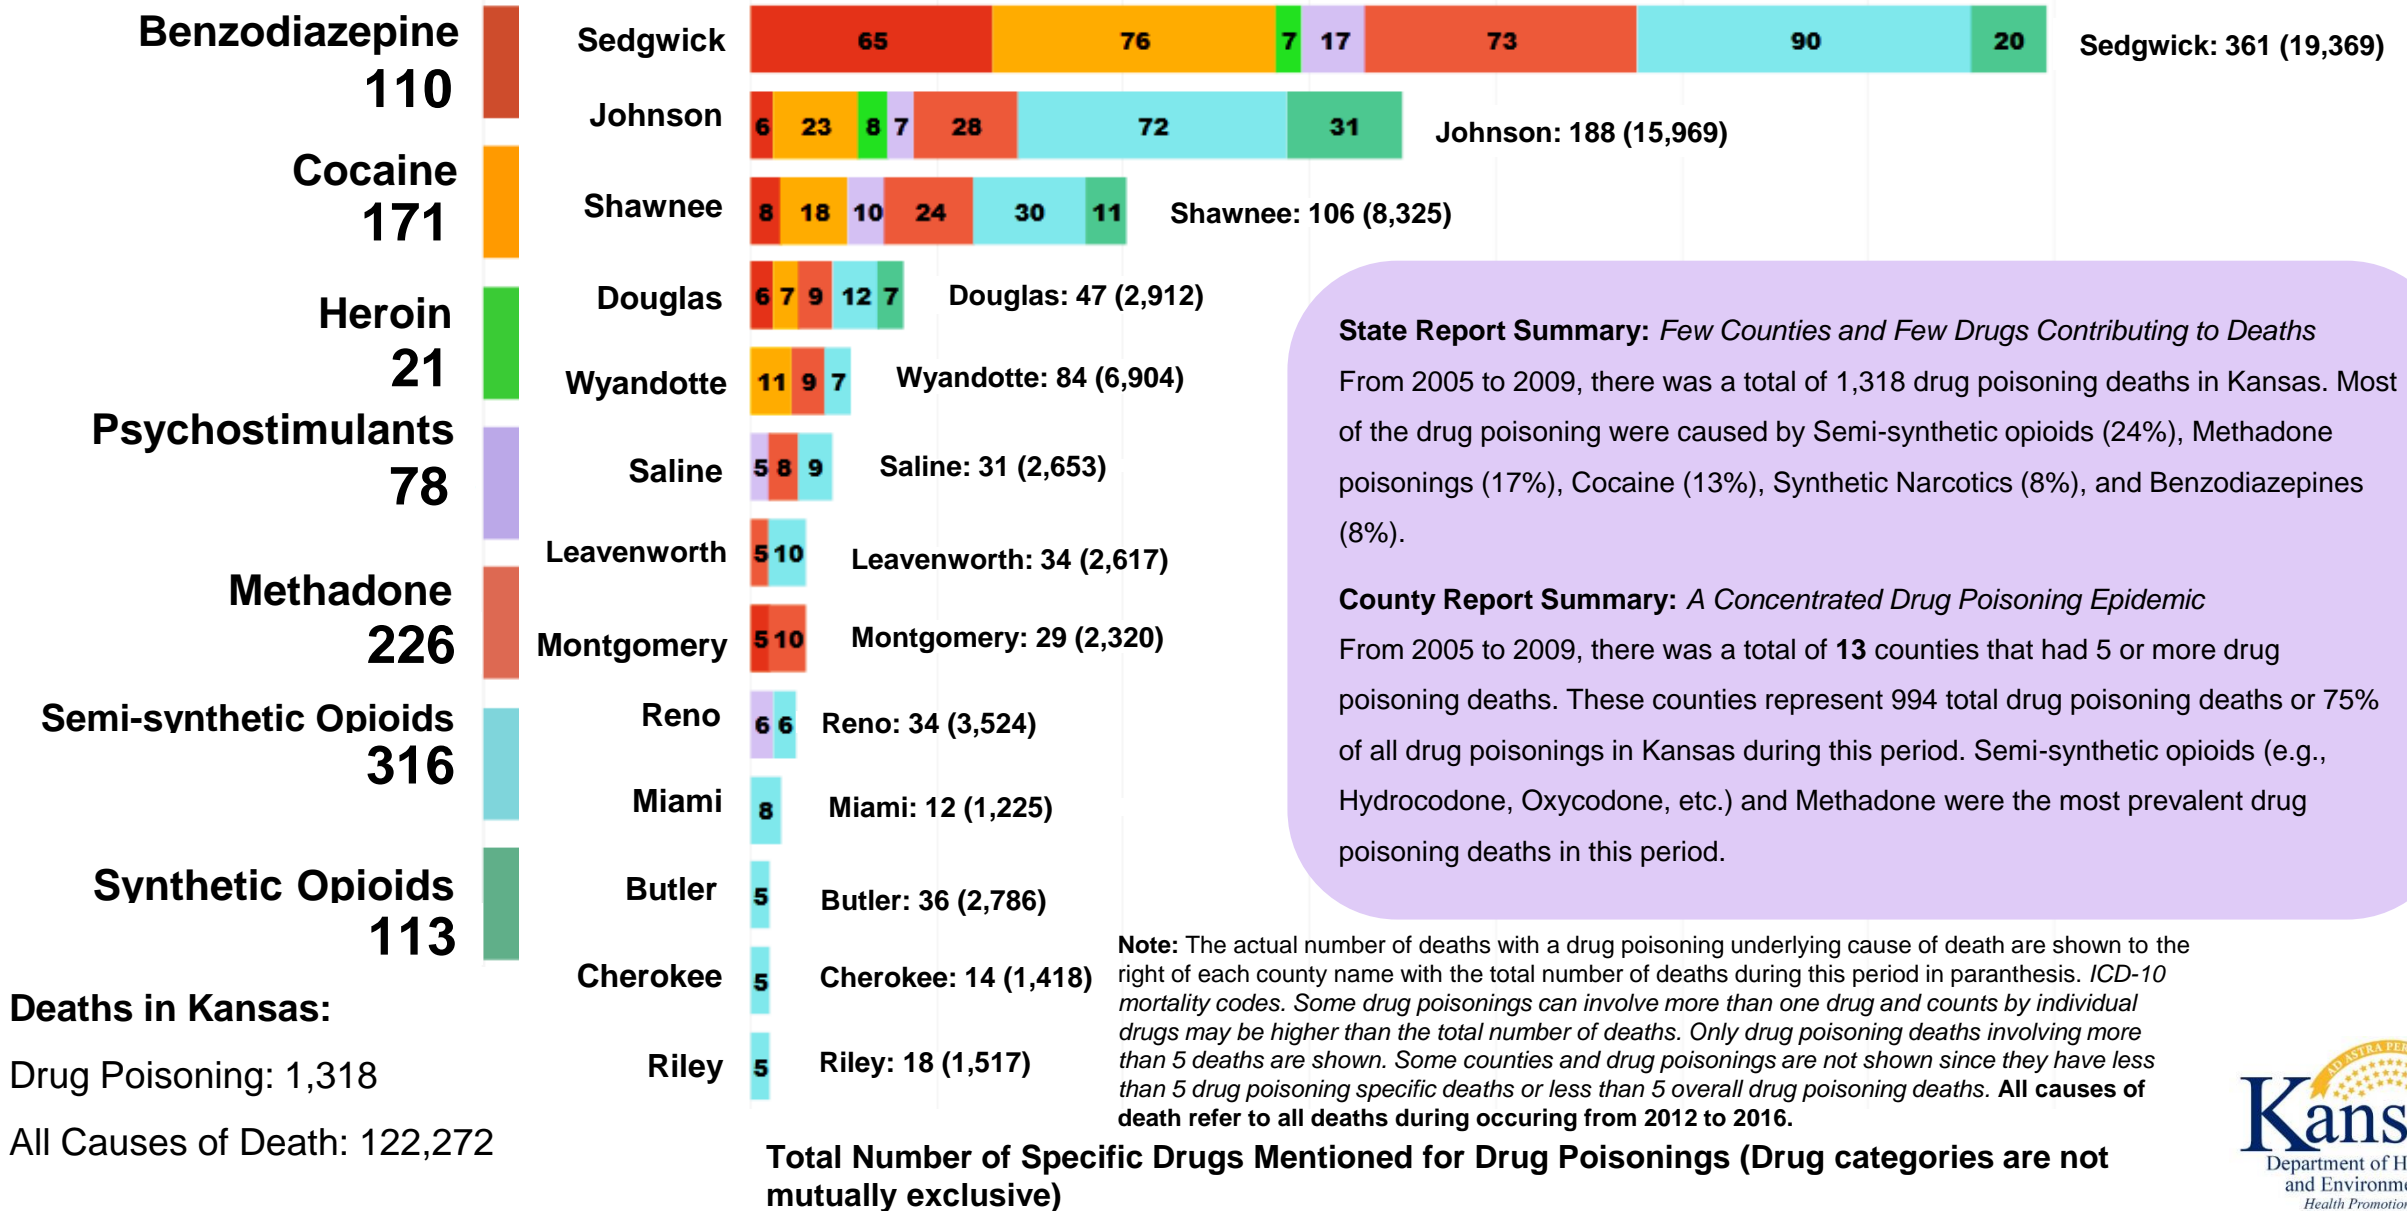 Benzodiazepine
110
Cocaine
171
Heroin
21
Psychostimulants
78
Methadone
226
Semi-synthetic Opioids
316
Synthetic Opioids
113
Deaths in Kansas:
Drug Poisoning: 1,318
All Causes of Death: 122,272
Sedgwick 65 76 7 17 73 90 20 Sedgwick: 361 (19,369)
Johnson 6 23 8 7 28 72 31 Johnson: 188 (15,969)
Shawnee 8 18 10 24 30 11 Shawnee: 106 (8,325)
Douglas 6 7 9 12 7 Douglas: 47 (2,912)
Wyandotte 11 9 7 Wyandotte: 84 (6,904)
Saline 5 8 9 Saline: 31 (2,653)
Leavenworth 5 10 Leavenworth: 34 (2,617)
Montgomery 5 10 Montgomery: 29 (2,320)
Reno 6 6 Reno: 34 (3,524)
Miami 8 Miami: 12 (1,225)
Butler 5 Butler: 36 (2,786)
Cherokee 5 Cherokee: 14 (1,418)
Riley 5 Riley: 18 (1,517)
State Report Summary: Few Counties and Few Drugs Contributing to Deaths
From 2005 to 2009, there was a total of 1,318 drug poisoning deaths in Kansas. Most
of the drug poisoning were caused by Semi-synthetic opioids (24%), Methadone
poisonings (17%), Cocaine (13%), Synthetic Narcotics (8%), and Benzodiazepines
(8%).
County Report Summary: A Concentrated Drug Poisoning Epidemic
From 2005 to 2009, there was a total of 13 counties that had 5 or more drug
poisoning deaths. These counties represent 994 total drug poisoning deaths or 75%
of all drug poisonings in Kansas during this period. Semi-synthetic opioids (e.g.,
Hydrocodone, Oxycodone, etc.) and Methadone were the most prevalent drug
poisoning deaths in this period.
Note: The actual number of deaths with a drug poisoning underlying cause of death are shown to the
right of each county name with the total number of deaths during this period in paranthesis. ICD-10
mortality codes. Some drug poisonings can involve more than one drug and counts by individual
drugs may be higher than the total number of deaths. Only drug poisoning deaths involving more
than 5 deaths are shown. Some counties and drug poisonings are not shown since they have less
than 5 drug poisoning specific deaths or less than 5 overall drug poisoning deaths. All causes of
death refer to all deaths during occuring from 2012 to 2016.
Total Number of Specific Drugs Mentioned for Drug Poisonings (Drug categories are not
mutually exclusive)
AD ASTRA PER
Kans
Department of H
and Environme
Health Promotion